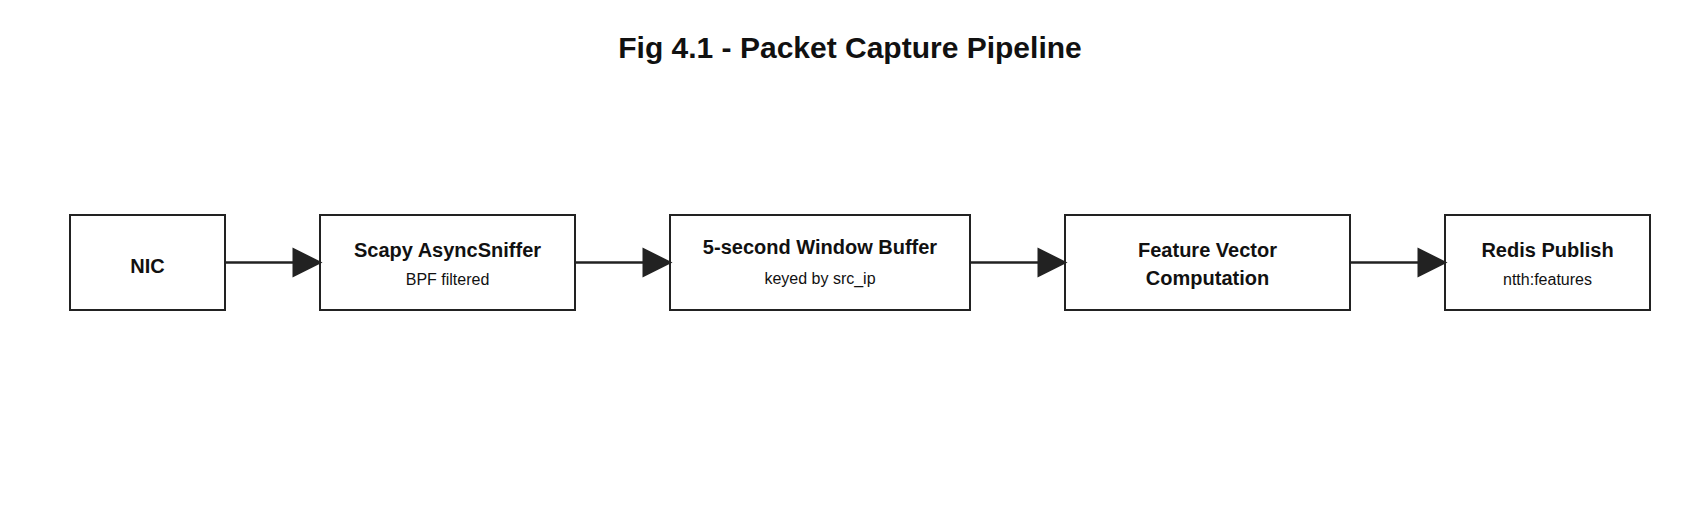 Fig 4.1 - Packet Capture Pipeline
NIC
Scapy AsyncSniffer
BPF filtered
5-second Window Buffer
keyed by src_ip
Feature Vector
Computation
Redis Publish
ntth:features